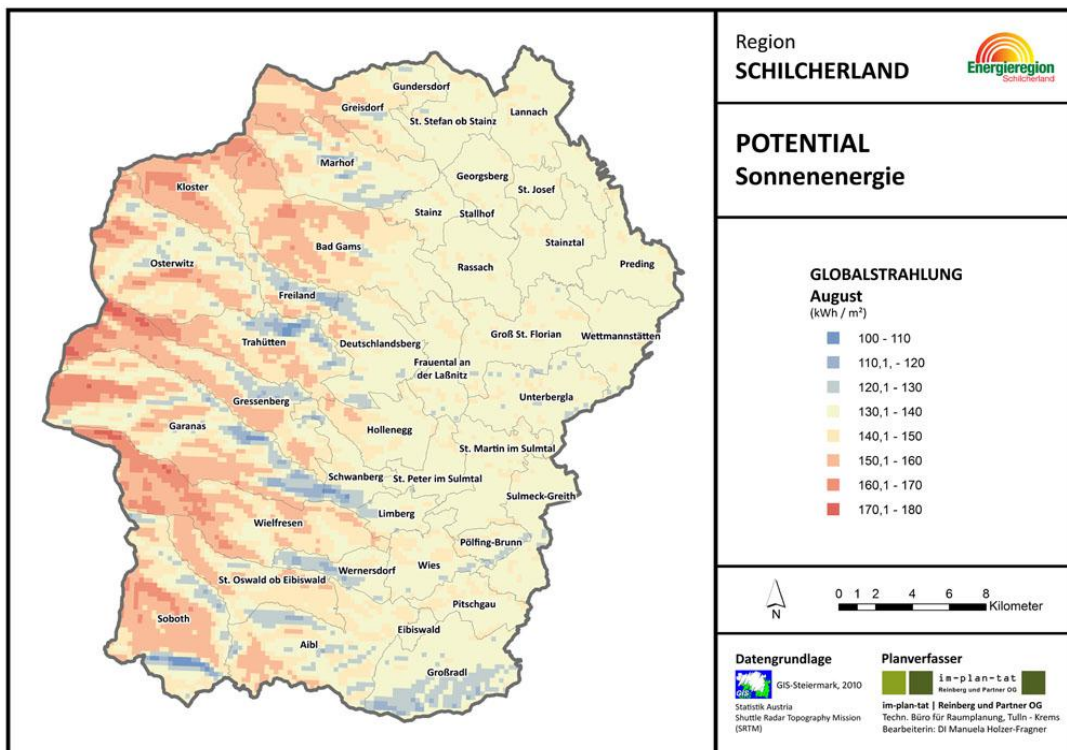 Region
SCHILCHERLAND
Energieregion
Schilcherland
POTENTIAL
Sonnenenergie
GLOBALSTRAHLUNG
August
(kWh / m²)
100 - 110
110,1, - 120
120,1 - 130
130,1 - 140
140,1 - 150
150,1 - 160
160,1 - 170
170,1 - 180
N
0 1 2 4 6 8
Kilometer
Datengrundlage
GIS
GIS-Steiermark, 2010
Statistik Austria
Shuttle Radar Topography Mission
(SRTM)
Planverfasser
im-plan-tat
Reinberg und Partner OG
im-plan-tat | Reinberg und Partner OG
Techn. Büro für Raumplanung, Tulln - Krems
Bearbeiterin: DI Manuela Holzer-Fragner
Gundersdorf
Greisdorf
Lannach
St. Stefan ob Stainz
Marhof
Georgsberg
Kloster
St. Josef
Stainz
Stallhof
Bad Gams
Stainztal
Osterwitz
Rassach
Preding
Freiland
Trahütten
Deutschlandsberg
Groß St. Florian
Wettmannstätten
Frauental an
der Laßnitz
Gressenberg
Unterbergla
Garanas
Hollenegg
St. Martin im Sulmtal
Schwanberg
St. Peter im Sulmtal
Sulmeck-Greith
Limberg
Wielfresen
Pölfing-Brunn
Wernersdorf
Wies
St. Oswald ob Eibiswald
Pitschgau
Soboth
Eibiswald
Aibl
Großradl